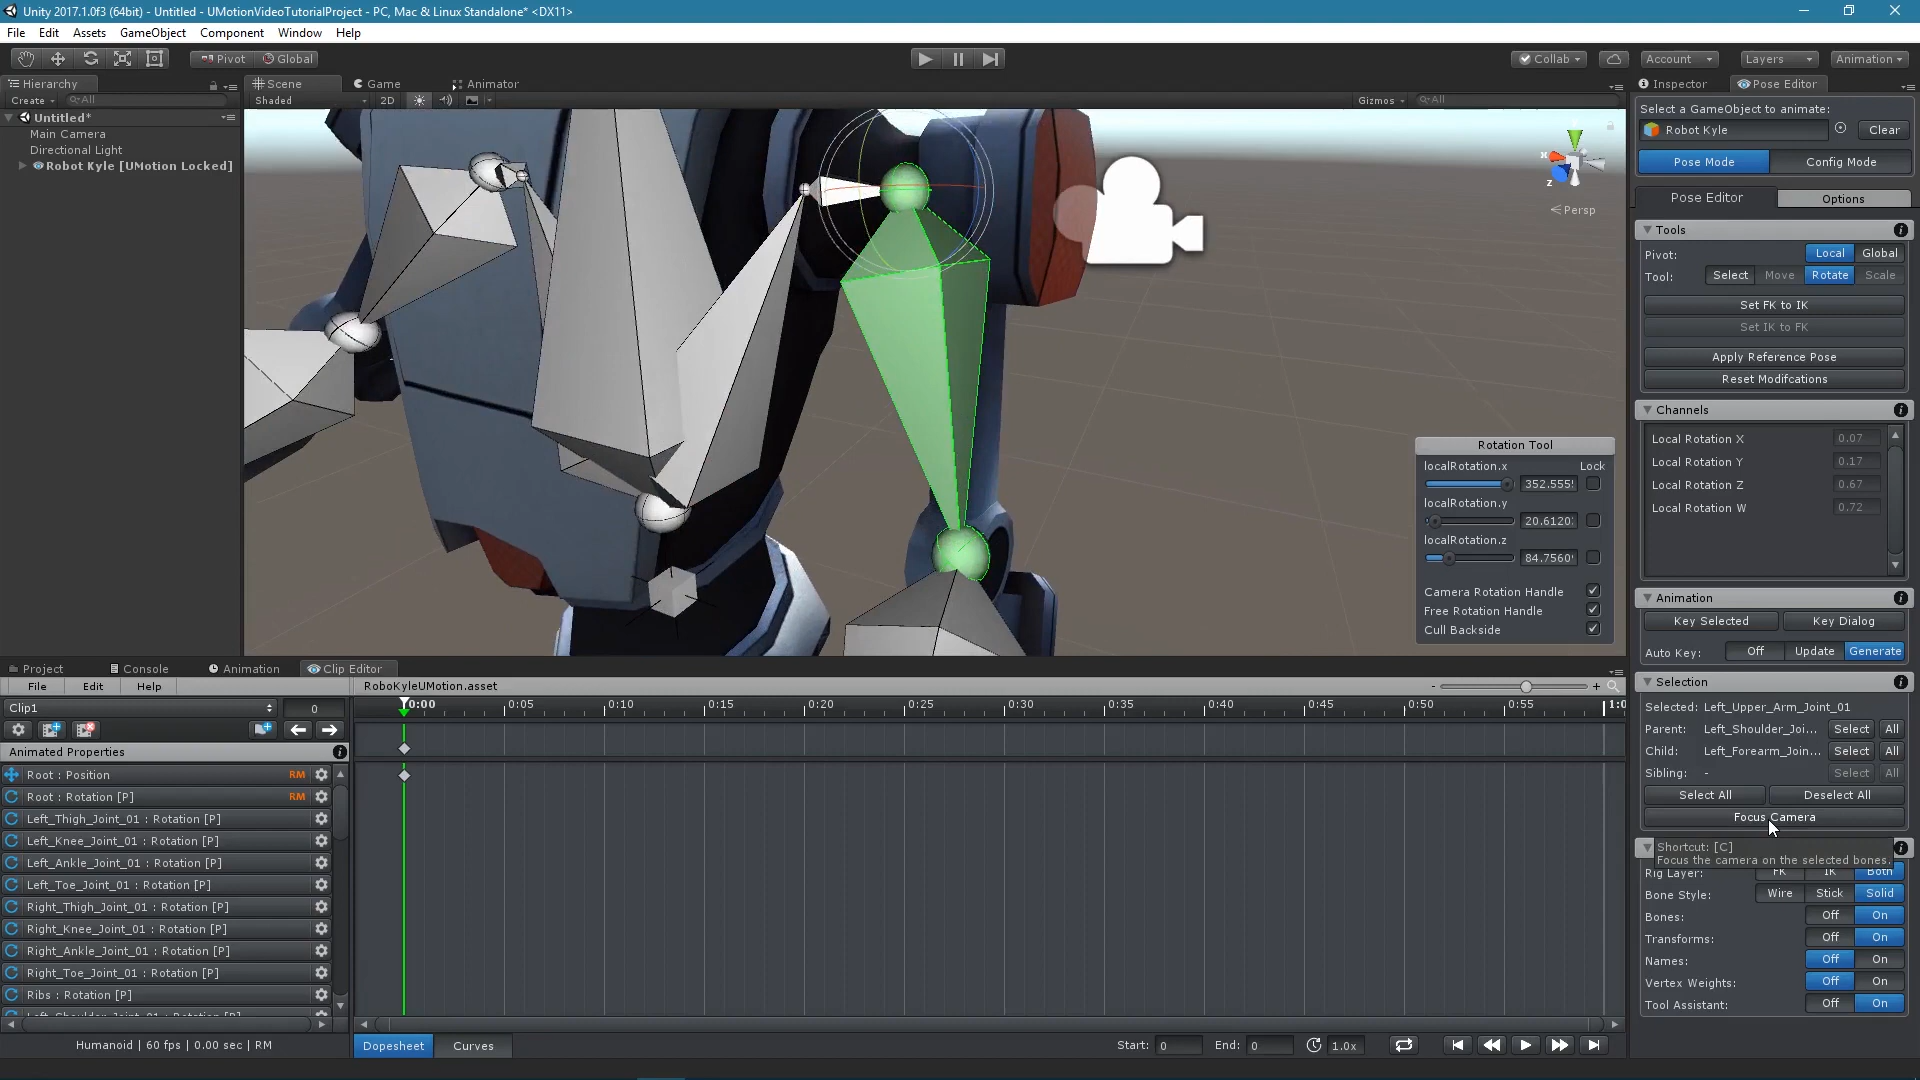 Unity 2017.1.0f3 (64bit) - Untitled - UMotionVideoTutorialProject - PC, Mac & Linux Standalone* <DX11>
File Edit Assets GameObject Component Window Help
Pivot Global
Collab Account Layers Animation
Hierarchy
Create All
Untitled*
Main Camera
Directional Light
Robot Kyle [UMotion Locked]
Scene Game Animator
Shaded 2D Gizmos All
Y
x
z
Persp
Rotation Tool
localRotation.x Lock
352.555
localRotation.y
20.6120
localRotation.z
84.7560
Camera Rotation Handle
Free Rotation Handle
Cull Backside
Inspector Pose Editor
Select a GameObject to animate:
Robot Kyle Clear
Pose Mode Config Mode
Pose Editor Options
Tools
Pivot: Local Global
Tool: Select Move Rotate Scale
Set FK to IK
Set IK to FK
Apply Reference Pose
Reset Modifcations
Channels
Local Rotation X 0.07
Local Rotation Y 0.17
Local Rotation Z 0.67
Local Rotation W 0.72
Animation
Key Selected Key Dialog
Auto Key: Off Update Generate
Selection
Selected: Left_Upper_Arm_Joint_01
Parent: Left_Shoulder_Joi... Select All
Child: Left_Forearm_Join... Select All
Sibling: - Select All
Select All Deselect All
Focus Camera
Shortcut: [C]
Focus the camera on the selected bones.
Rig Layer: FK IK Both
Bone Style: Wire Stick Solid
Bones: Off On
Transforms: Off On
Names: Off On
Vertex Weights: Off On
Tool Assistant: Off On
Project Console Animation Clip Editor
File Edit Help
RoboKyleUMotion.asset
- +
Clip1 0
0:00 0:05 0:10 0:15 0:20 0:25 0:30 0:35 0:40 0:45 0:50 0:55 1:0
Animated Properties
Root : Position RM
Root : Rotation [P] RM
Left_Thigh_Joint_01 : Rotation [P]
Left_Knee_Joint_01 : Rotation [P]
Left_Ankle_Joint_01 : Rotation [P]
Left_Toe_Joint_01 : Rotation [P]
Right_Thigh_Joint_01 : Rotation [P]
Right_Knee_Joint_01 : Rotation [P]
Right_Ankle_Joint_01 : Rotation [P]
Right_Toe_Joint_01 : Rotation [P]
Ribs : Rotation [P]
Left_Shoulder_Joint_01 : Rotation [P]
Humanoid | 60 fps | 0.00 sec | RM
Dopesheet Curves
Start: 0 End: 0 1.0x